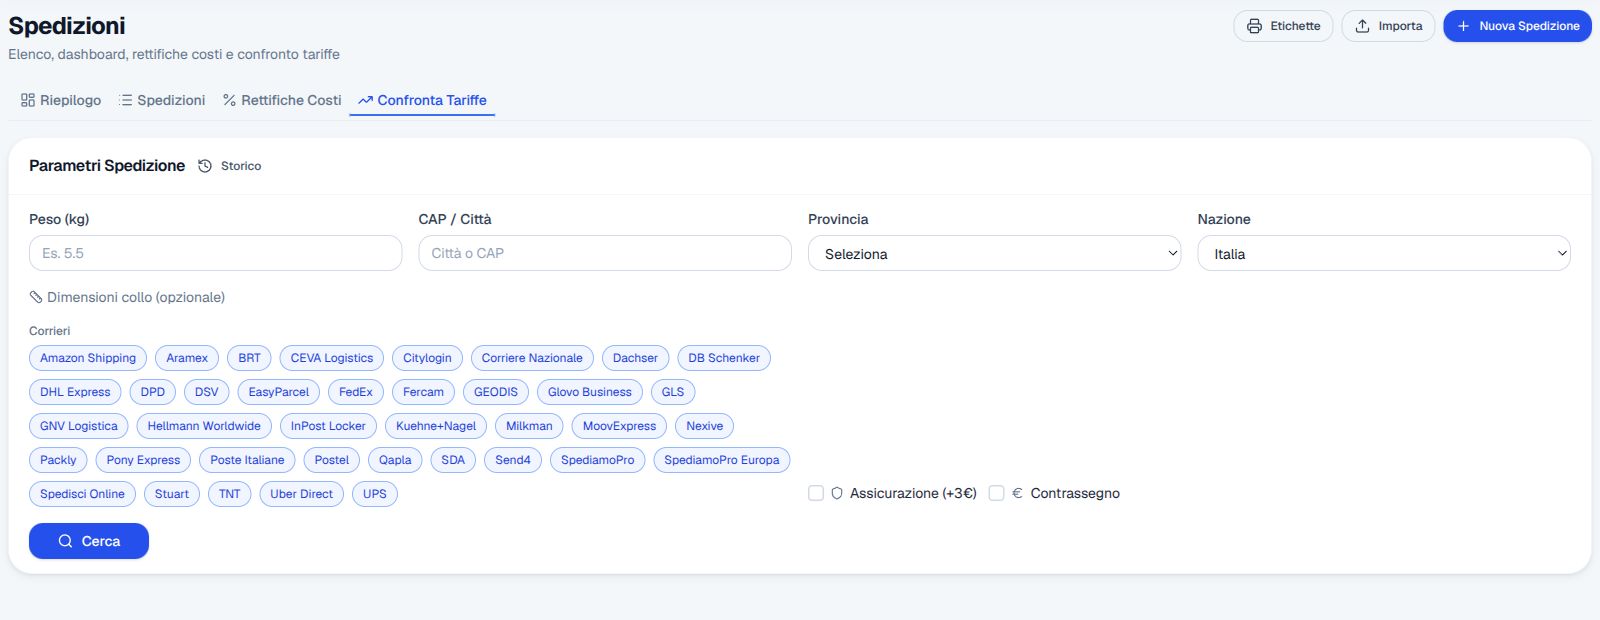 Spedizioni
Etichette
Importa
Nuova Spedizione
Elenco, dashboard, rettifiche costi e confronto tariffe
Riepilogo
Spedizioni
Rettifiche Costi
Confronta Tariffe
Parametri Spedizione
Storico
Peso (kg)
CAP / Città
Provincia
Nazione
Es. 5.5
Città o CAP
Seleziona
Italia
Dimensioni collo (opzionale)
Corrieri
Amazon Shipping
Aramex
BRT
CEVA Logistics
Citylogin
Corriere Nazionale
Dachser
DB Schenker
DHL Express
DPD
DSV
EasyParcel
FedEx
Fercam
GEODIS
Glovo Business
GLS
GNV Logistica
Hellmann Worldwide
InPost Locker
Kuehne+Nagel
Milkman
MoovExpress
Nexive
Packly
Pony Express
Poste Italiane
Postel
Qapla
SDA
Send4
SpediamoPro
SpediamoPro Europa
Spedisci Online
Stuart
TNT
Uber Direct
UPS
Assicurazione (+3€)
€ Contrassegno
Cerca